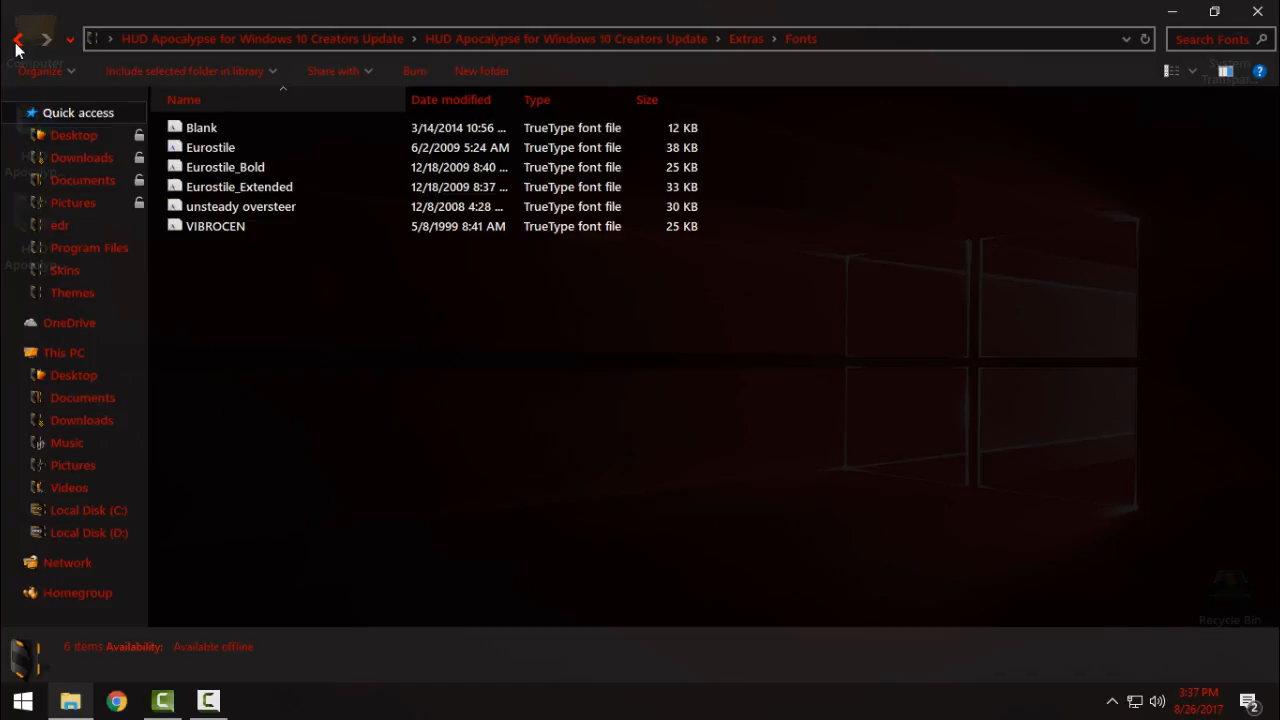 HUD Apocalypse for Windows 10 Creators Update > HUD Apocalypse for Windows 10 Creators Update > Extras > Fonts
Search Fonts
Computer
Organize
Include selected folder in library
Share with
Burn
New folder
System
Transpar...
Name
Date modified
Type
Size
Quick access
Desktop
Downloads
Documents
Pictures
edr
Program Files
Skins
Themes
OneDrive
This PC
Desktop
Documents
Downloads
Music
Pictures
Videos
Local Disk (C:)
Local Disk (D:)
Network
Homegroup
Blank 3/14/2014 10:56 ... TrueType font file 12 KB
Eurostile 6/2/2009 5:24 AM TrueType font file 38 KB
Eurostile_Bold 12/18/2009 8:40 ... TrueType font file 25 KB
Eurostile_Extended 12/18/2009 8:37 ... TrueType font file 33 KB
unsteady oversteer 12/8/2008 4:28 ... TrueType font file 30 KB
VIBROCEN 5/8/1999 8:41 AM TrueType font file 25 KB
Recycle Bin
6 items Availability: Available offline
3:37 PM
8/26/2017
2